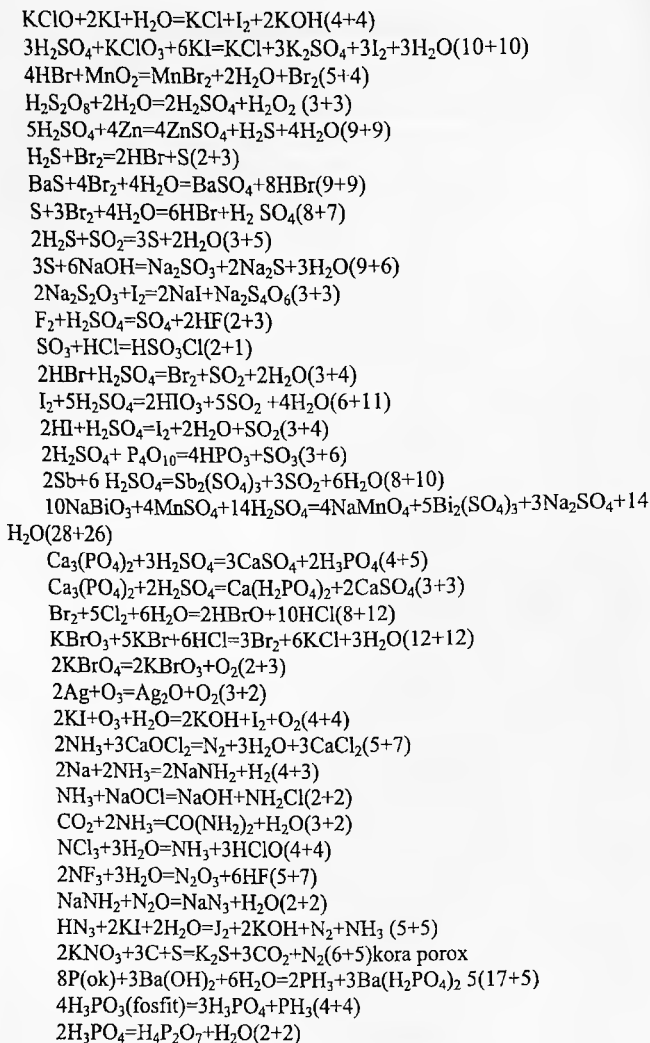 KClO+2KI+H₂O=KCl+I₂+2KOH(4+4)
3H₂SO₄+KClO₃+6KI=KCl+3K₂SO₄+3I₂+3H₂O(10+10)
4HBr+MnO₂=MnBr₂+2H₂O+Br₂(5+4)
H₂S₂O₈+2H₂O=2H₂SO₄+H₂O₂ (3+3)
5H₂SO₄+4Zn=4ZnSO₄+H₂S+4H₂O(9+9)
H₂S+Br₂=2HBr+S(2+3)
BaS+4Br₂+4H₂O=BaSO₄+8HBr(9+9)
S+3Br₂+4H₂O=6HBr+H₂ SO₄(8+7)
2H₂S+SO₂=3S+2H₂O(3+5)
3S+6NaOH=Na₂SO₃+2Na₂S+3H₂O(9+6)
2Na₂S₂O₃+I₂=2NaI+Na₂S₄O₆(3+3)
F₂+H₂SO₄=SO₄+2HF(2+3)
SO₃+HCl=HSO₃Cl(2+1)
2HBr+H₂SO₄=Br₂+SO₂+2H₂O(3+4)
I₂+5H₂SO₄=2HIO₃+5SO₂ +4H₂O(6+11)
2HI+H₂SO₄=I₂+2H₂O+SO₂(3+4)
2H₂SO₄+ P₄O₁₀=4HPO₃+SO₃(3+6)
2Sb+6 H₂SO₄=Sb₂(SO₄)₃+3SO₂+6H₂O(8+10)
10NaBiO₃+4MnSO₄+14H₂SO₄=4NaMnO₄+5Bi₂(SO₄)₃+3Na₂SO₄+14
H₂O(28+26)
Ca₃(PO₄)₂+3H₂SO₄=3CaSO₄+2H₃PO₄(4+5)
Ca₃(PO₄)₂+2H₂SO₄=Ca(H₂PO₄)₂+2CaSO₄(3+3)
Br₂+5Cl₂+6H₂O=2HBrO+10HCl(8+12)
KBrO₃+5KBr+6HCl=3Br₂+6KCl+3H₂O(12+12)
2KBrO₄=2KBrO₃+O₂(2+3)
2Ag+O₃=Ag₂O+O₂(3+2)
2KI+O₃+H₂O=2KOH+I₂+O₂(4+4)
2NH₃+3CaOCl₂=N₂+3H₂O+3CaCl₂(5+7)
2Na+2NH₃=2NaNH₂+H₂(4+3)
NH₃+NaOCl=NaOH+NH₂Cl(2+2)
CO₂+2NH₃=CO(NH₂)₂+H₂O(3+2)
NCl₃+3H₂O=NH₃+3HClO(4+4)
2NF₃+3H₂O=N₂O₃+6HF(5+7)
NaNH₂+N₂O=NaN₃+H₂O(2+2)
HN₃+2KI+2H₂O=J₂+2KOH+N₂+NH₃ (5+5)
2KNO₃+3C+S=K₂S+3CO₂+N₂(6+5)kora porox
8P(ok)+3Ba(OH)₂+6H₂O=2PH₃+3Ba(H₂PO₄)₂ 5(17+5)
4H₃PO₃(fosfit)=3H₃PO₄+PH₃(4+4)
2H₃PO₄=H₄P₂O₇+H₂O(2+2)